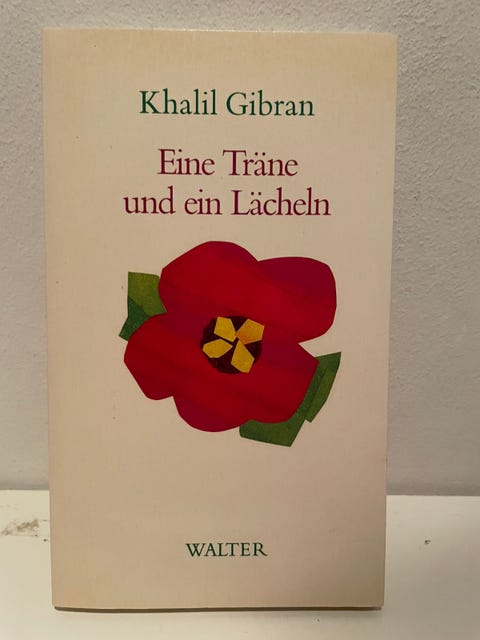 Khalil Gibran
Eine Träne
und ein Lächeln
WALTER